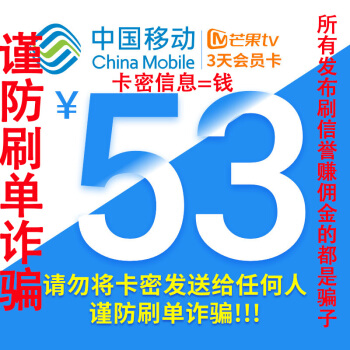 谨防刷单诈骗
中国移动
China Mobile
芒果tv
3天会员卡
卡密信息=钱
¥53
请勿将卡密发送给任何人
谨防刷单诈骗!!!
所有发布刷信誉赚佣金的都是骗子